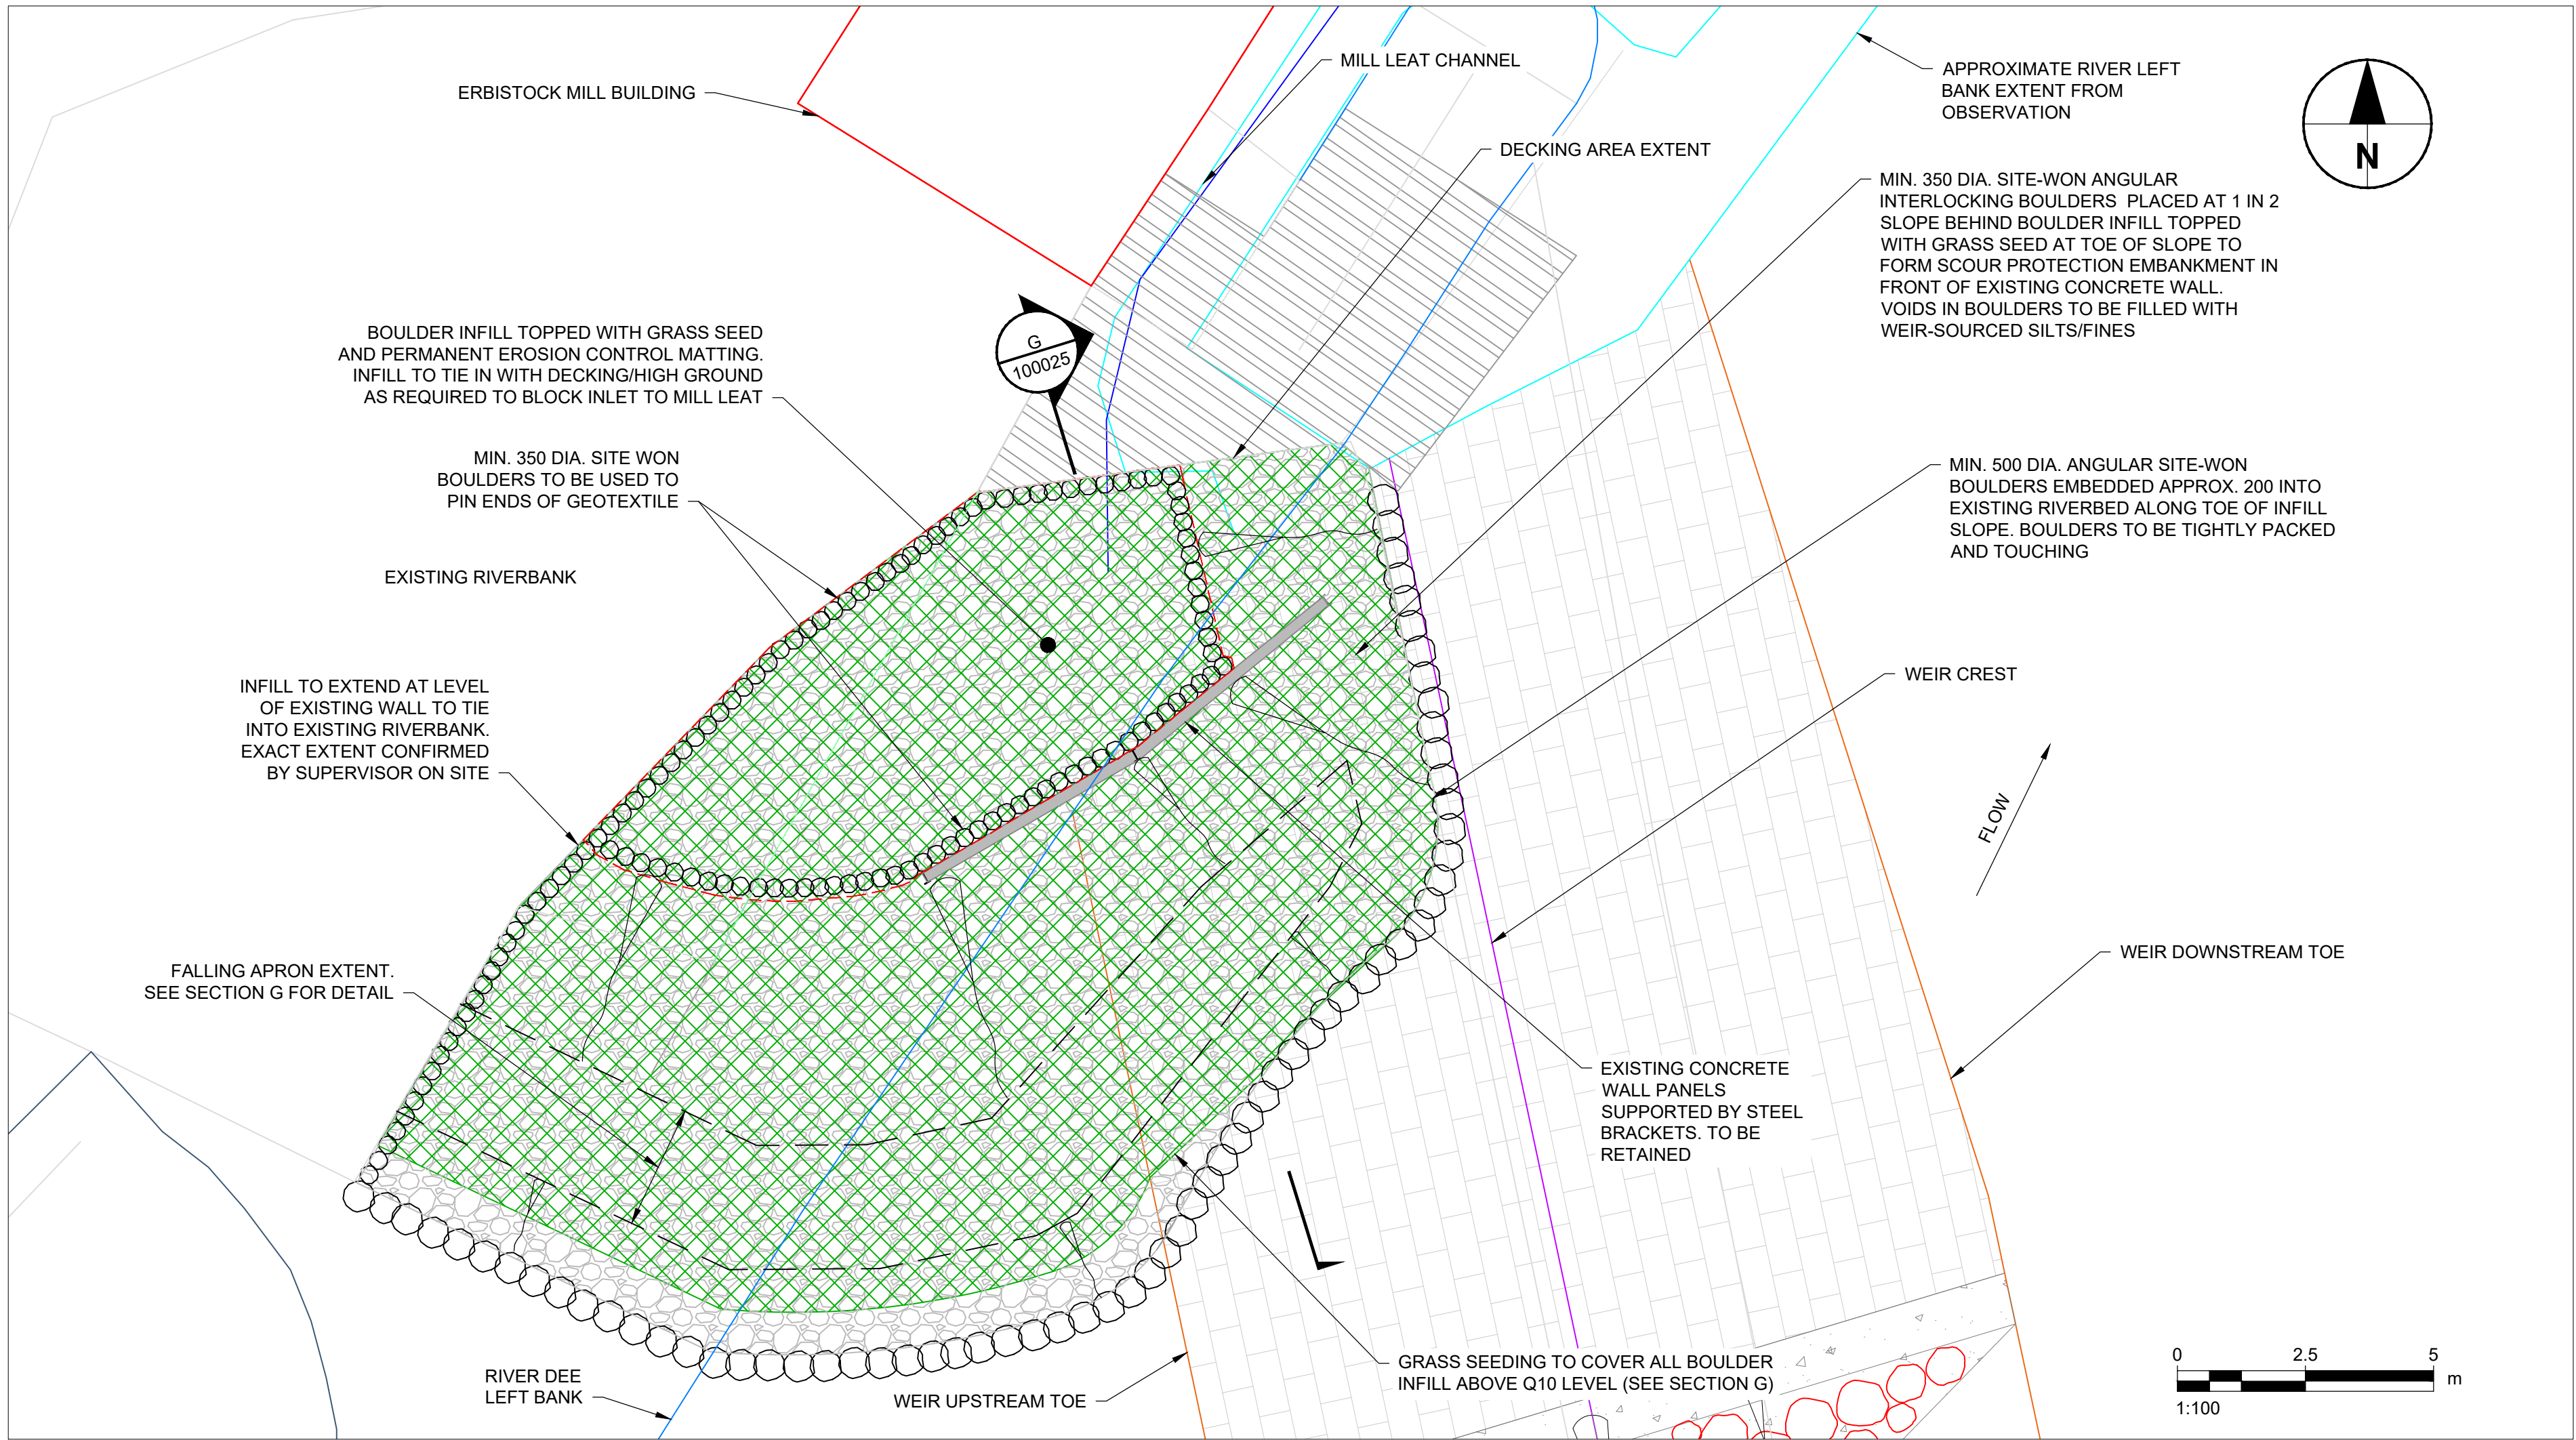 ERBISTOCK MILL BUILDING
MILL LEAT CHANNEL
APPROXIMATE RIVER LEFT
BANK EXTENT FROM
OBSERVATION
N
DECKING AREA EXTENT
MIN. 350 DIA. SITE-WON ANGULAR
INTERLOCKING BOULDERS PLACED AT 1 IN 2
SLOPE BEHIND BOULDER INFILL TOPPED
WITH GRASS SEED AT TOE OF SLOPE TO
FORM SCOUR PROTECTION EMBANKMENT IN
FRONT OF EXISTING CONCRETE WALL.
VOIDS IN BOULDERS TO BE FILLED WITH
WEIR-SOURCED SILTS/FINES
G
100025
BOULDER INFILL TOPPED WITH GRASS SEED
AND PERMANENT EROSION CONTROL MATTING.
INFILL TO TIE IN WITH DECKING/HIGH GROUND
AS REQUIRED TO BLOCK INLET TO MILL LEAT
MIN. 350 DIA. SITE WON
BOULDERS TO BE USED TO
PIN ENDS OF GEOTEXTILE
MIN. 500 DIA. ANGULAR SITE-WON
BOULDERS EMBEDDED APPROX. 200 INTO
EXISTING RIVERBED ALONG TOE OF INFILL
SLOPE. BOULDERS TO BE TIGHTLY PACKED
AND TOUCHING
EXISTING RIVERBANK
INFILL TO EXTEND AT LEVEL
OF EXISTING WALL TO TIE
INTO EXISTING RIVERBANK.
EXACT EXTENT CONFIRMED
BY SUPERVISOR ON SITE
WEIR CREST
FLOW
FALLING APRON EXTENT.
SEE SECTION G FOR DETAIL
WEIR DOWNSTREAM TOE
EXISTING CONCRETE
WALL PANELS
SUPPORTED BY STEEL
BRACKETS. TO BE
RETAINED
RIVER DEE
LEFT BANK
WEIR UPSTREAM TOE
GRASS SEEDING TO COVER ALL BOULDER
INFILL ABOVE Q10 LEVEL (SEE SECTION G)
0 2.5 5
m
1:100